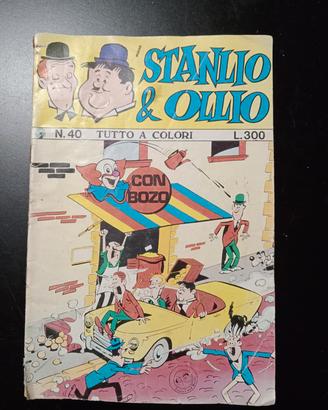 STANLIO
& OLLIO
N. 40 TUTTO A COLORI L. 300
CON
BOZO